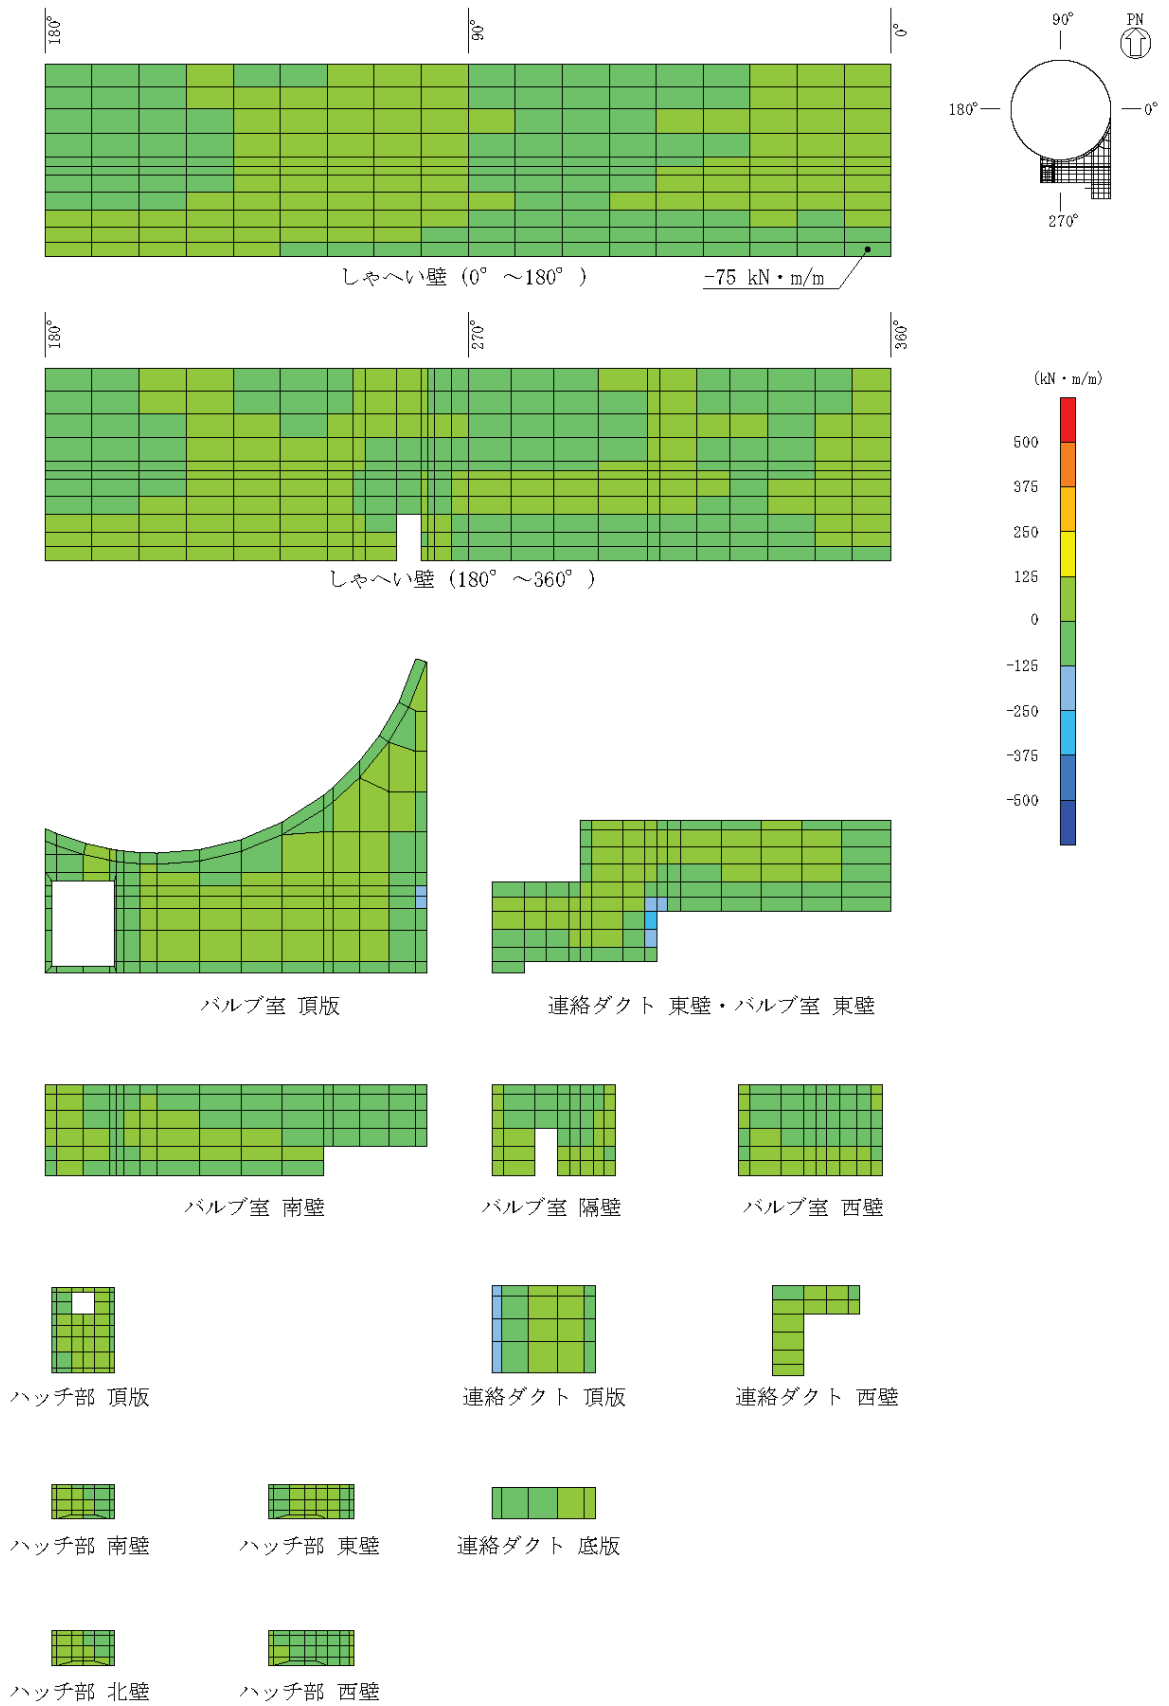 180°
90°
0°
90°
PN
180°
0°
270°
しゃへい壁 (0° ～180° )
-75 kN・m/m
180°
270°
360°
(kN・m/m)
500
375
250
125
0
-125
-250
-375
-500
しゃへい壁 (180° ～360° )
バルブ室 頂版
連絡ダクト 東壁・バルブ室 東壁
バルブ室 南壁
バルブ室 隔壁
バルブ室 西壁
ハッチ部 頂版
連絡ダクト 頂版
連絡ダクト 西壁
ハッチ部 南壁
ハッチ部 東壁
連絡ダクト 底版
ハッチ部 北壁
ハッチ部 西壁